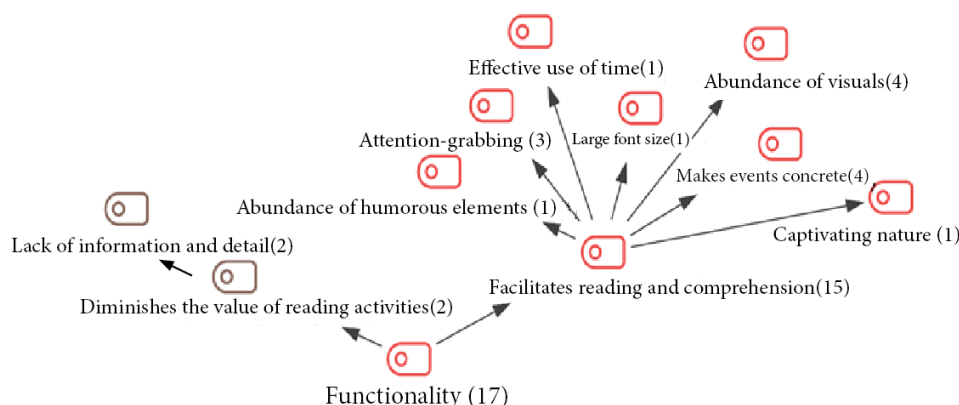 Effective use of time(1)
Abundance of visuals(4)
Attention-grabbing (3)
Large font size(1)
Makes events concrete(4)
Abundance of humorous elements (1)
Captivating nature (1)
Lack of information and detail(2)
Facilitates reading and comprehension(15)
Diminishes the value of reading activities(2)
Functionality (17)